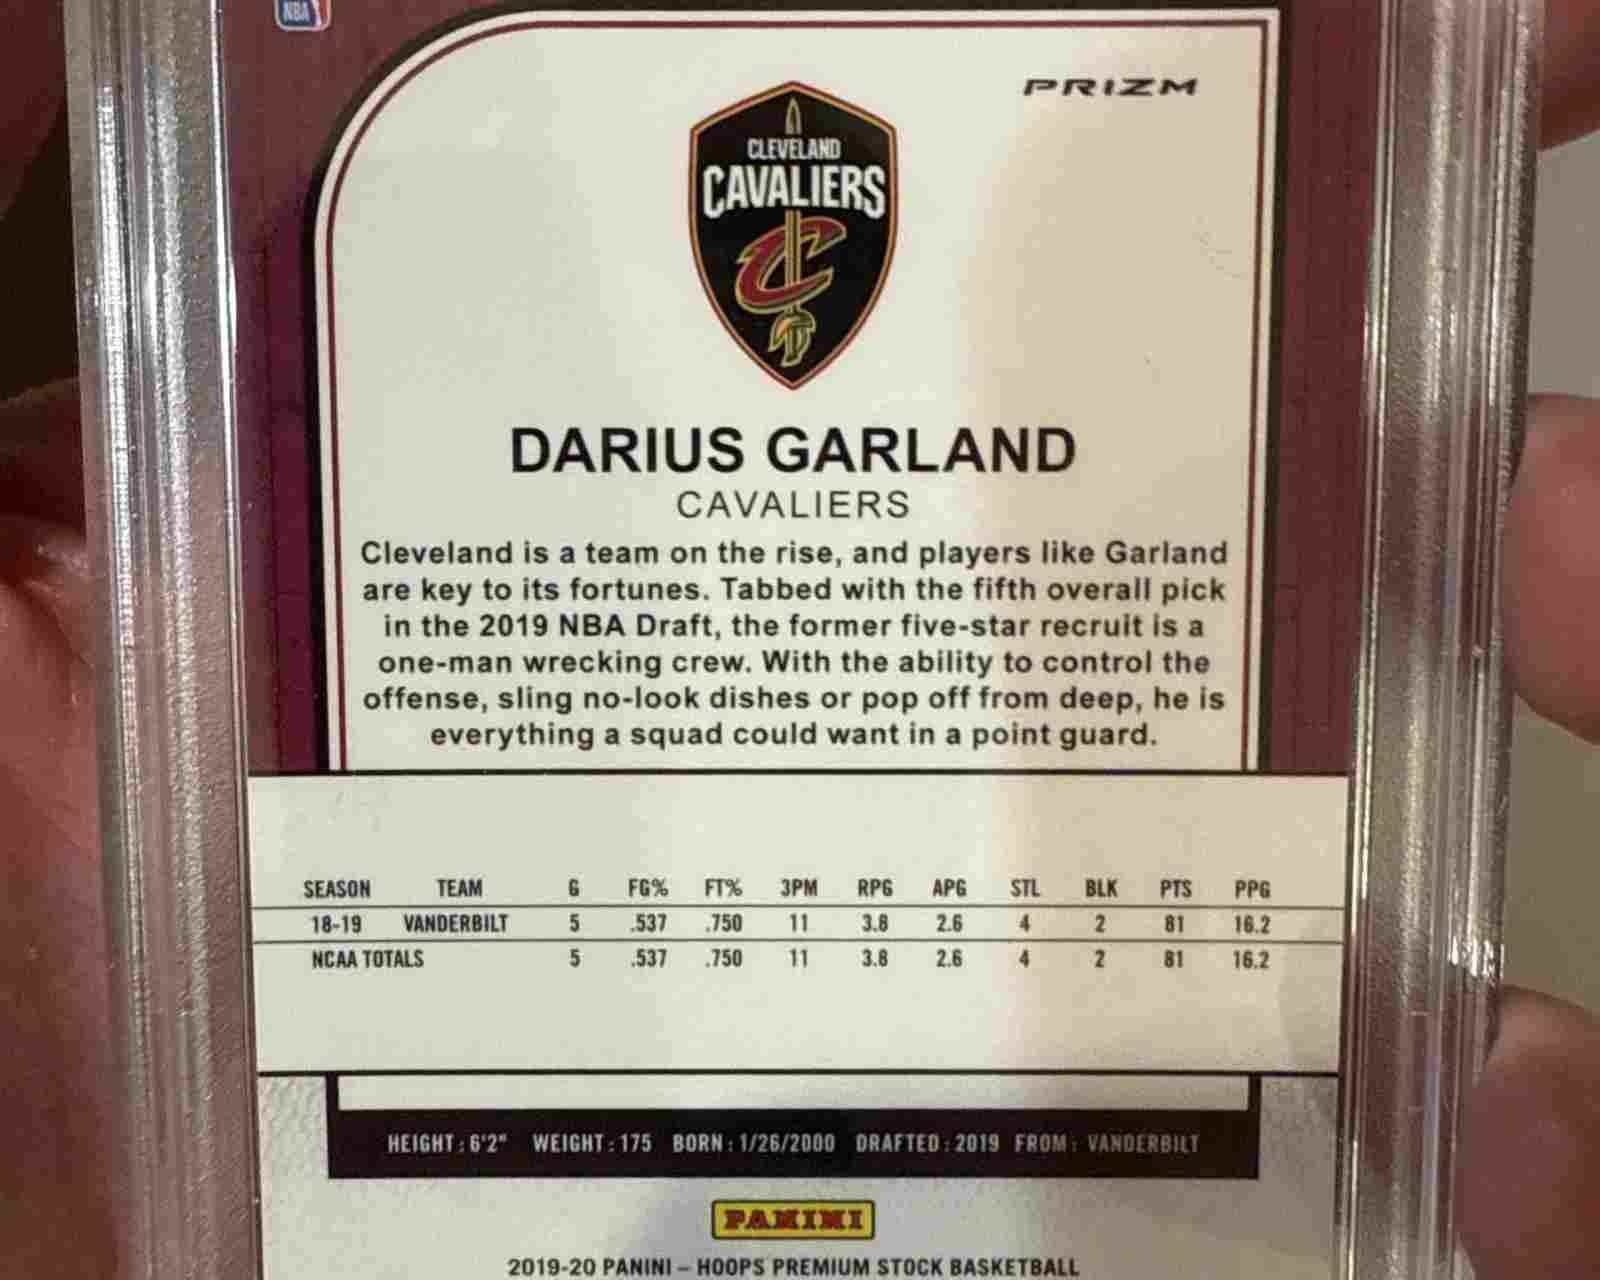 NBA
PRIZM
CLEVELAND
CAVALIERS
C
DARIUS GARLAND
CAVALIERS
Cleveland is a team on the rise, and players like Garland
are key to its fortunes. Tabbed with the fifth overall pick
in the 2019 NBA Draft, the former five-star recruit is a
one-man wrecking crew. With the ability to control the
offense, sling no-look dishes or pop off from deep, he is
everything a squad could want in a point guard.
SEASON TEAM G FG% FT% 3PM RPG APG STL BLK PTS PPG
18-19 VANDERBILT 5 .537 .750 11 3.8 2.6 4 2 81 16.2
NCAA TOTALS 5 .537 .750 11 3.8 2.6 4 2 81 16.2
HEIGHT: 6'2" WEIGHT: 175 BORN: 1/26/2000 DRAFTED: 2019 FROM: VANDERBILT
PANINI
2019-20 PANINI – HOOPS PREMIUM STOCK BASKETBALL